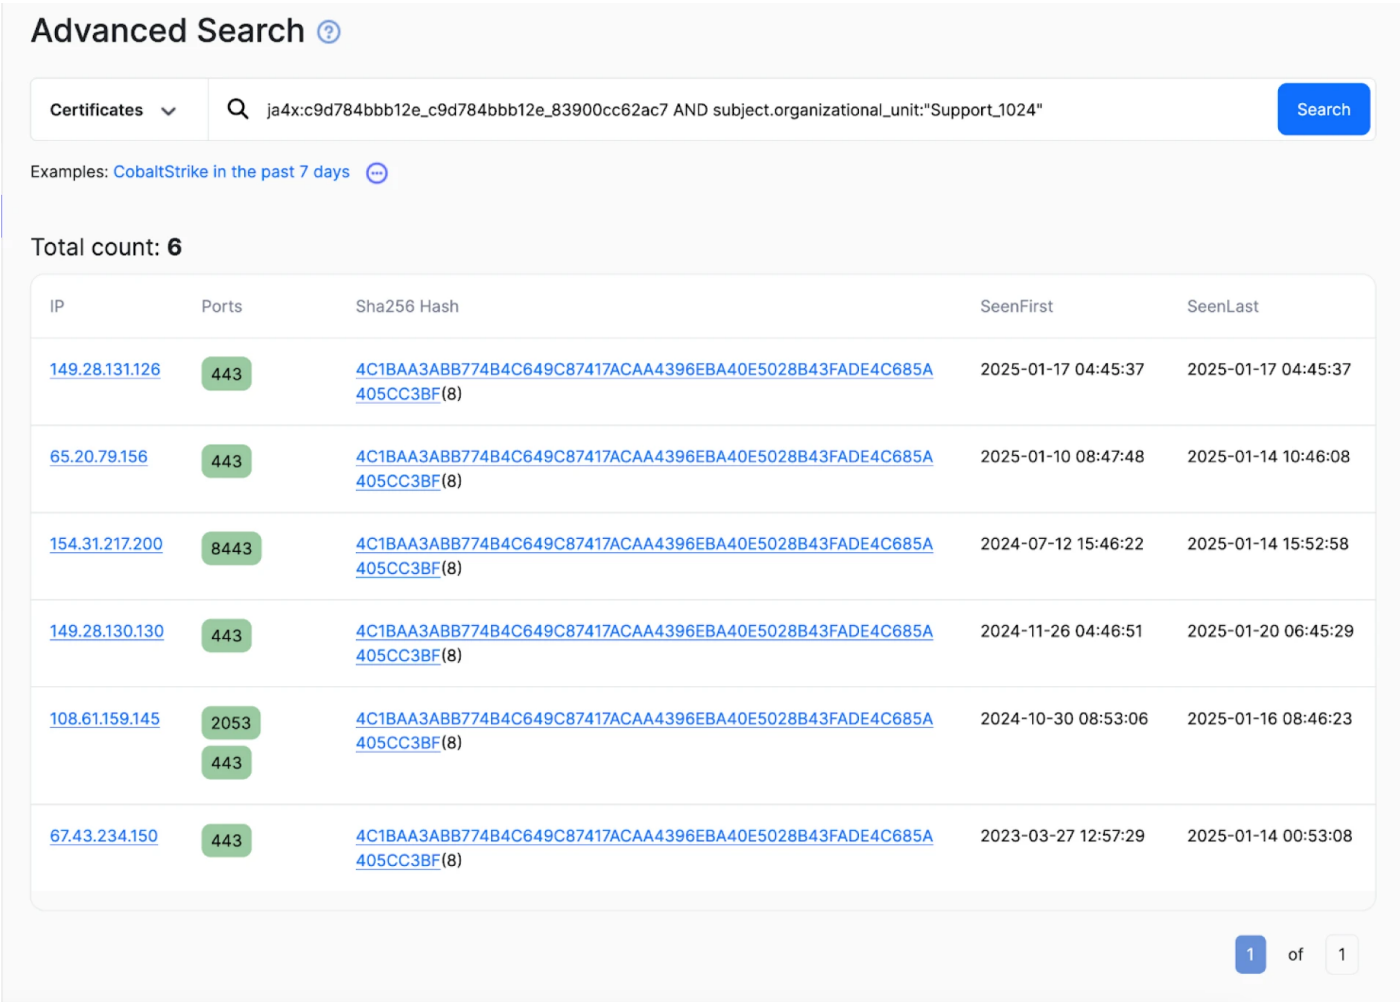 Advanced Search ?
Certificates ja4x:c9d784bbb12e_c9d784bbb12e_83900cc62ac7 AND subject.organizational_unit:"Support_1024" Search
Examples: CobaltStrike in the past 7 days
Total count: 6
IP Ports Sha256 Hash SeenFirst SeenLast
149.28.131.126 443 4C1BAA3ABB774B4C649C87417ACAA4396EBA40E5028B43FADE4C685A 2025-01-17 04:45:37 2025-01-17 04:45:37
405CC3BF(8)
65.20.79.156 443 4C1BAA3ABB774B4C649C87417ACAA4396EBA40E5028B43FADE4C685A 2025-01-10 08:47:48 2025-01-14 10:46:08
405CC3BF(8)
154.31.217.200 8443 4C1BAA3ABB774B4C649C87417ACAA4396EBA40E5028B43FADE4C685A 2024-07-12 15:46:22 2025-01-14 15:52:58
405CC3BF(8)
149.28.130.130 443 4C1BAA3ABB774B4C649C87417ACAA4396EBA40E5028B43FADE4C685A 2024-11-26 04:46:51 2025-01-20 06:45:29
405CC3BF(8)
108.61.159.145 2053 4C1BAA3ABB774B4C649C87417ACAA4396EBA40E5028B43FADE4C685A 2024-10-30 08:53:06 2025-01-16 08:46:23
443 405CC3BF(8)
67.43.234.150 443 4C1BAA3ABB774B4C649C87417ACAA4396EBA40E5028B43FADE4C685A 2023-03-27 12:57:29 2025-01-14 00:53:08
405CC3BF(8)
1 of 1